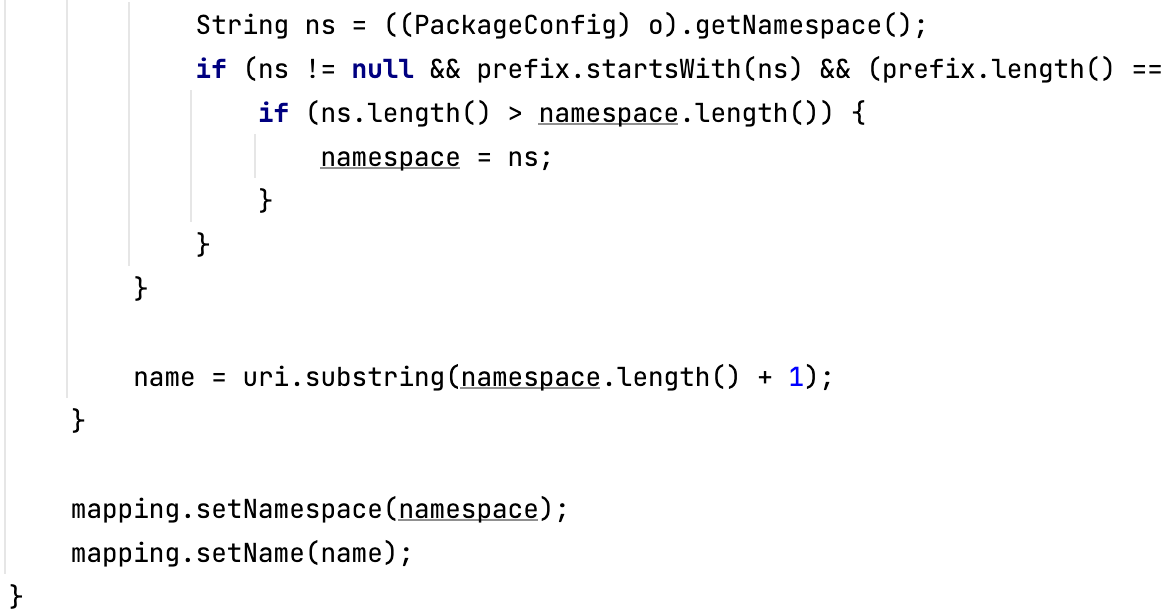 String ns = ((PackageConfig) o).getNamespace();
if (ns != null && prefix.startsWith(ns) && (prefix.length() ==
if (ns.length() > namespace.length()) {
namespace = ns;
}
}
}
name = uri.substring(namespace.length() + 1);
}
mapping.setNamespace(namespace);
mapping.setName(name);
}